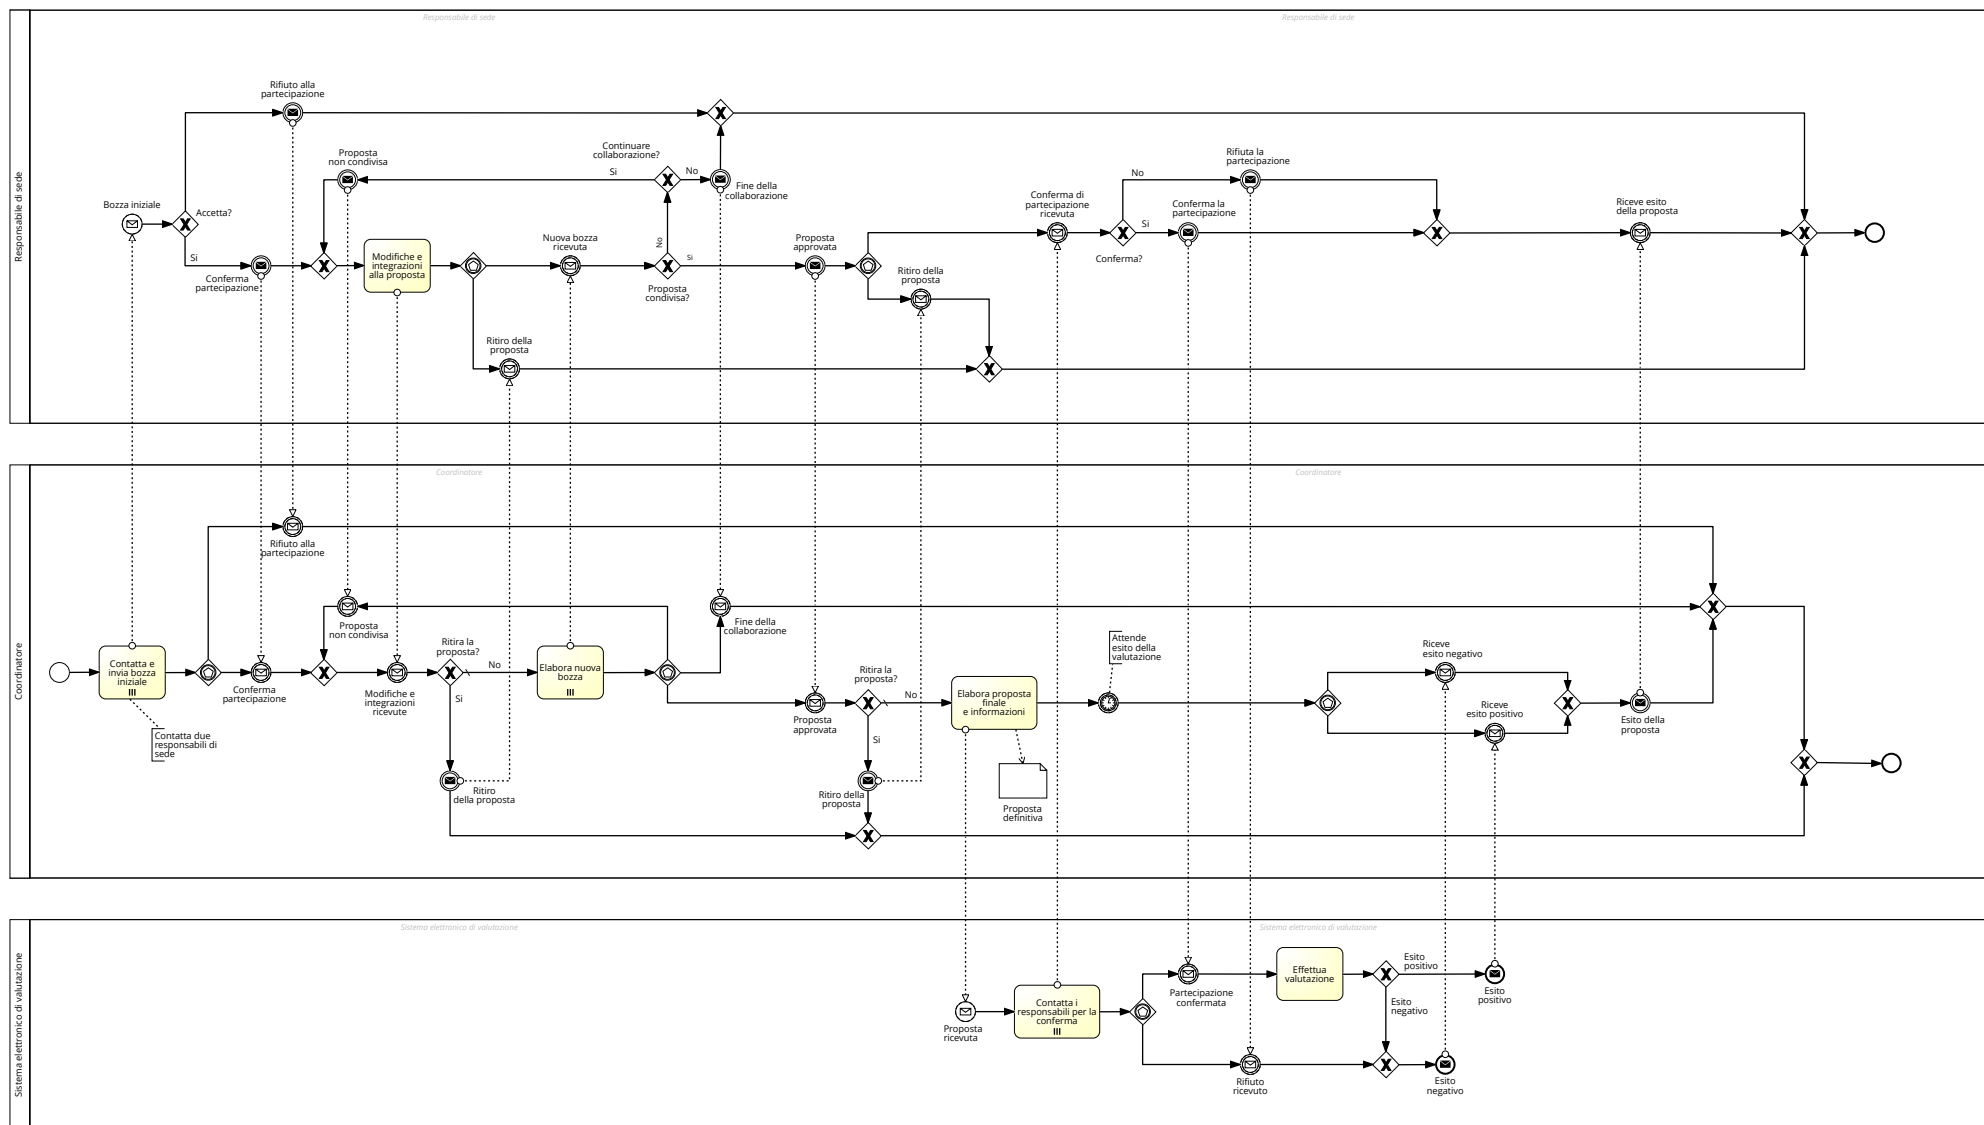 Responsabile di sede
Responsabile di sede
Responsabile di sede
Rifiuto alla
partecipazione
Bozza iniziale
Accetta?
Si
Conferma
partecipazione
Proposta
non condivisa
Modifiche e
integrazioni
alla proposta
Ritiro della
proposta
Nuova bozza
ricevuta
Continuare
collaborazione?
Si
No
No
Si
Proposta
condivisa?
Fine della
collaborazione
Proposta
approvata
Ritiro della
proposta
Conferma di
partecipazione
ricevuta
No
Si
Conferma?
Conferma la
partecipazione
Rifiuta la
partecipazione
Riceve esito
della proposta
Coordinatore
Coordinatore
Coordinatore
Contatta e
invia bozza
iniziale
Contatta due
responsabili di
sede
Rifiuto alla
partecipazione
Conferma
partecipazione
Proposta
non condivisa
Modifiche e
integrazioni
ricevute
Ritira la
proposta?
No
Si
Ritiro
della proposta
Elabora nuova
bozza
Fine della
collaborazione
Proposta
approvata
Ritira la
proposta?
No
Si
Ritiro della
proposta
Elabora proposta
finale
e informazioni
Proposta
definitiva
Attende
esito della
valutazione
Riceve
esito negativo
Riceve
esito positivo
Esito della
proposta
Sistema elettronico di valutazione
Sistema elettronico di valutazione
Sistema elettronico di valutazione
Proposta
ricevuta
Contatta i
responsabili per la
conferma
Partecipazione
confermata
Rifiuto
ricevuto
Effettua
valutazione
Esito
positivo
Esito
negativo
Esito
positivo
Esito
negativo